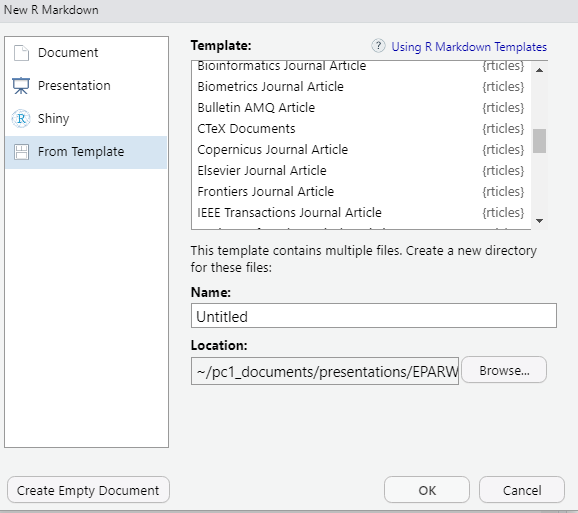 New R Markdown
Document
Presentation
R Shiny
From Template
Template:
? Using R Markdown Templates
Bioinformatics Journal Article {rticles}
Biometrics Journal Article {rticles}
Bulletin AMQ Article {rticles}
CTeX Documents {rticles}
Copernicus Journal Article {rticles}
Elsevier Journal Article {rticles}
Frontiers Journal Article {rticles}
IEEE Transactions Journal Article {rticles}
This template contains multiple files. Create a new directory
for these files:
Name:
Untitled
Location:
~/pc1_documents/presentations/EPARW
Browse...
Create Empty Document
OK
Cancel